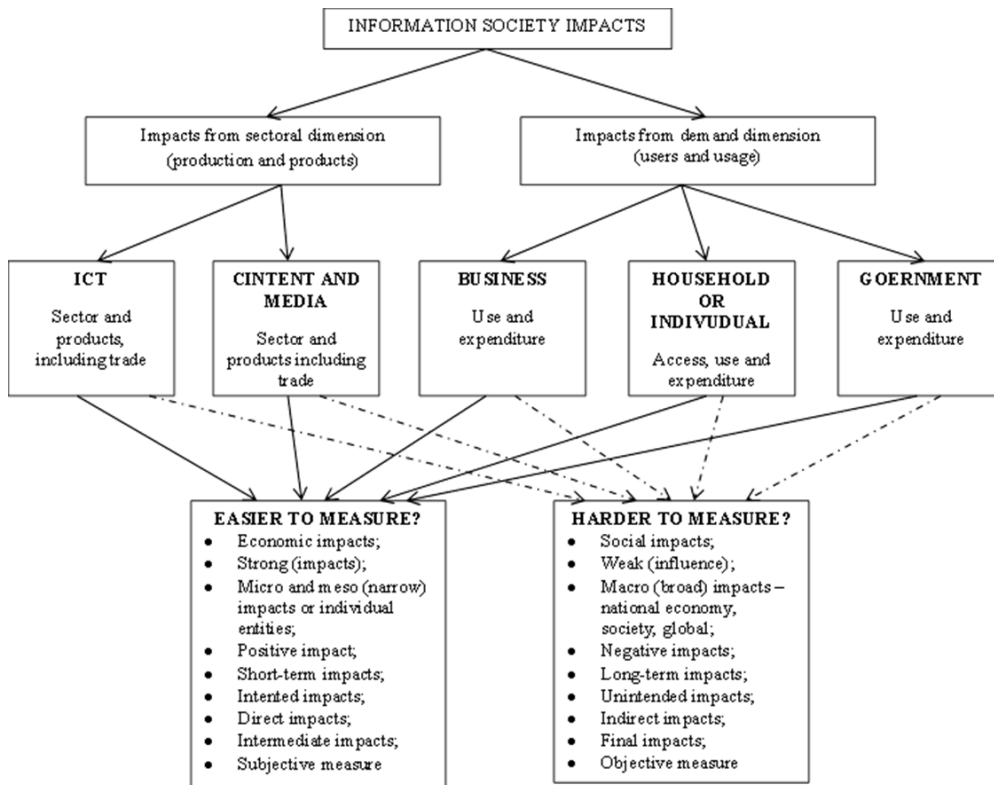 INFORMATION SOCIETY IMPACTS
Impacts from sectoral dimension
(production and products)
Impacts from demand dimension
(users and usage)
ICT
Sector and
products,
including trade
CINTENT AND
MEDIA
Sector and
products including
trade
BUSINESS
Use and
expenditure
HOUSEHOLD
OR
INDIVUDUAL
Access, use and
expenditure
GOERNMENT
Use and
expenditure
EASIER TO MEASURE?
● Economic impacts;
● Strong (impacts);
● Micro and meso (narrow)
impacts or individual
entities;
● Positive impact;
● Short-term impacts;
● Intented impacts;
● Direct impacts;
● Intermediate impacts;
● Subjective measure
HARDER TO MEASURE?
● Social impacts;
● Weak (influence);
● Macro (broad) impacts –
national economy,
society, global;
● Negative impacts;
● Long-term impacts;
● Unintended impacts;
● Indirect impacts;
● Final impacts;
● Objective measure